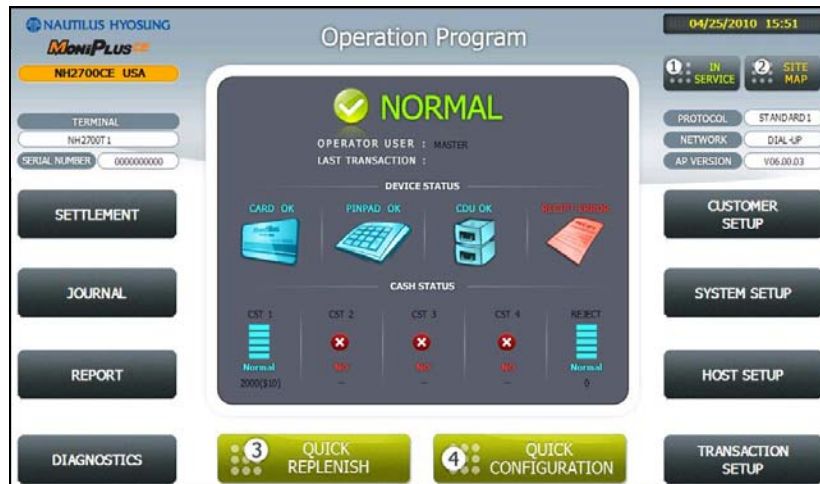 NAUTILUS HYOSUNG
MoniPlus CE
NH2700CE USA
Operation Program
04/25/2010 15:51
1 IN SERVICE
2 SITE MAP
TERMINAL
NH2700T1
SERIAL NUMBER 0000000000
PROTOCOL STANDARD1
NETWORK DIAL-UP
AP VERSION V06.00.03
NORMAL
OPERATOR USER : MASTER
LAST TRANSACTION :
DEVICE STATUS
CARD OK PINPAD OK CDU OK RECEIPT ERROR
CASH STATUS
CST 1 CST 2 CST 3 CST 4 REJECT
Normal NO NO NO Normal
2000($10) -- -- -- 0
SETTLEMENT
JOURNAL
REPORT
DIAGNOSTICS
CUSTOMER
SETUP
SYSTEM SETUP
HOST SETUP
TRANSACTION
SETUP
3 QUICK
REPLENISH
4 QUICK
CONFIGURATION